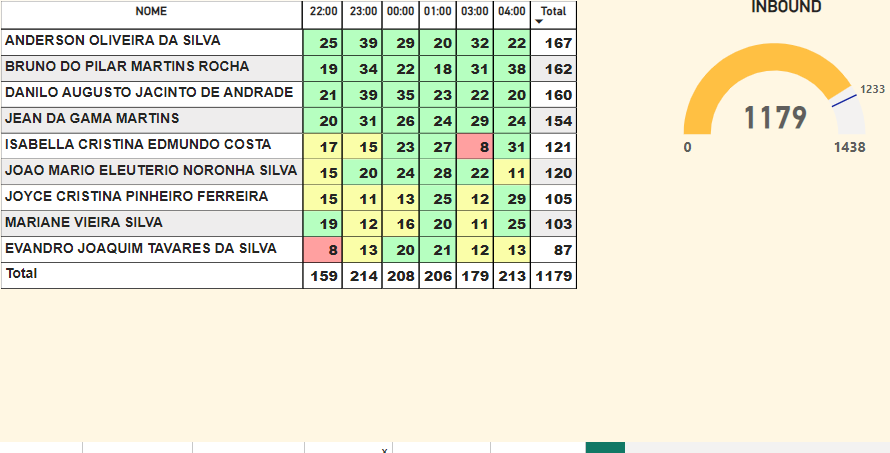 NOME 22:00 23:00 00:00 01:00 03:00 04:00 Total
ANDERSON OLIVEIRA DA SILVA 25 39 29 20 32 22 167
BRUNO DO PILAR MARTINS ROCHA 19 34 22 18 31 38 162
DANILO AUGUSTO JACINTO DE ANDRADE 21 39 35 23 22 20 160
JEAN DA GAMA MARTINS 20 31 26 24 29 24 154
ISABELLA CRISTINA EDMUNDO COSTA 17 15 23 27 8 31 121
JOAO MARIO ELEUTERIO NORONHA SILVA 15 20 24 28 22 11 120
JOYCE CRISTINA PINHEIRO FERREIRA 15 11 13 25 12 29 105
MARIANE VIEIRA SILVA 19 12 16 20 11 25 103
EVANDRO JOAQUIM TAVARES DA SILVA 8 13 20 21 12 13 87
Total 159 214 208 206 179 213 1179
INBOUND
1233
1179
0 1438
x